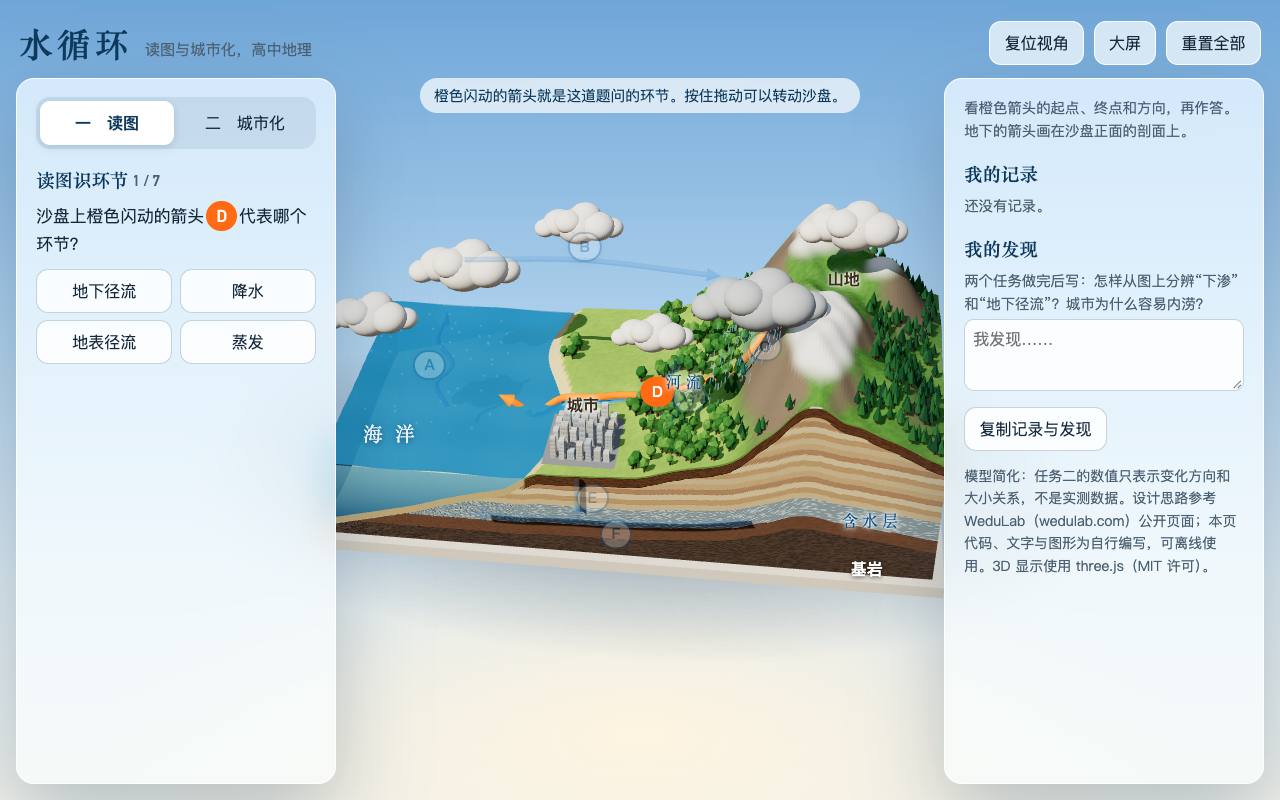 水循环
读图与城市化，高中地理
复位视角
大屏
重置全部
一 读图
二 城市化
读图识环节 1 / 7
沙盘上橙色闪动的箭头 D 代表哪个
环节?
地下径流
降水
地表径流
蒸发
橙色闪动的箭头就是这道题问的环节。按住拖动可以转动沙盘。
B
山地
A
河流
D
城市
海洋
E
F
含水层
基岩
看橙色箭头的起点、终点和方向，再作答。
地下的箭头画在沙盘正面的剖面上。
我的记录
还没有记录。
我的发现
两个任务做完后写：怎样从图上分辨“下渗”
和“地下径流”？城市为什么容易内涝？
我发现……
复制记录与发现
模型简化：任务二的数值只表示变化方向和
大小关系，不是实测数据。设计思路参考
WeduLab（wedulab.com）公开页面；本页
代码、文字与图形为自行编写，可离线使
用。3D 显示使用 three.js（MIT 许可）。